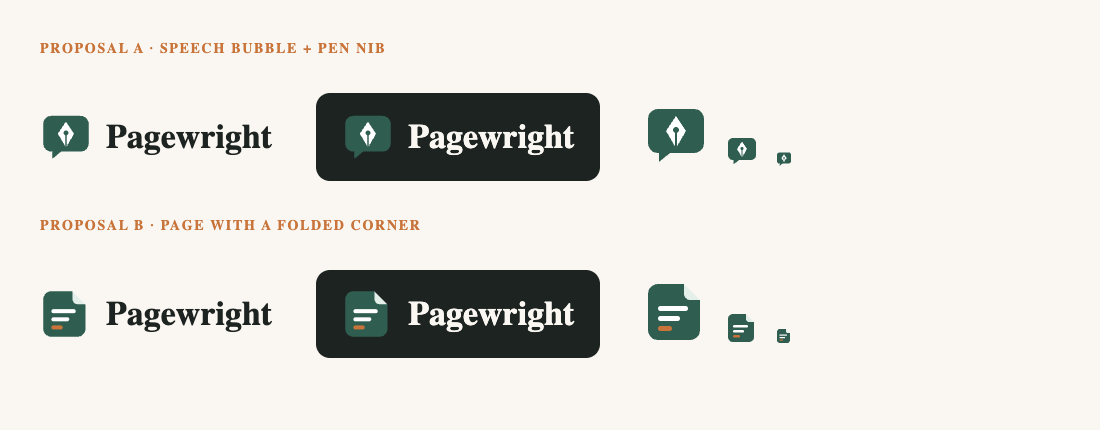 PROPOSAL A · SPEECH BUBBLE + PEN NIB
Pagewright
Pagewright
PROPOSAL B · PAGE WITH A FOLDED CORNER
Pagewright
Pagewright